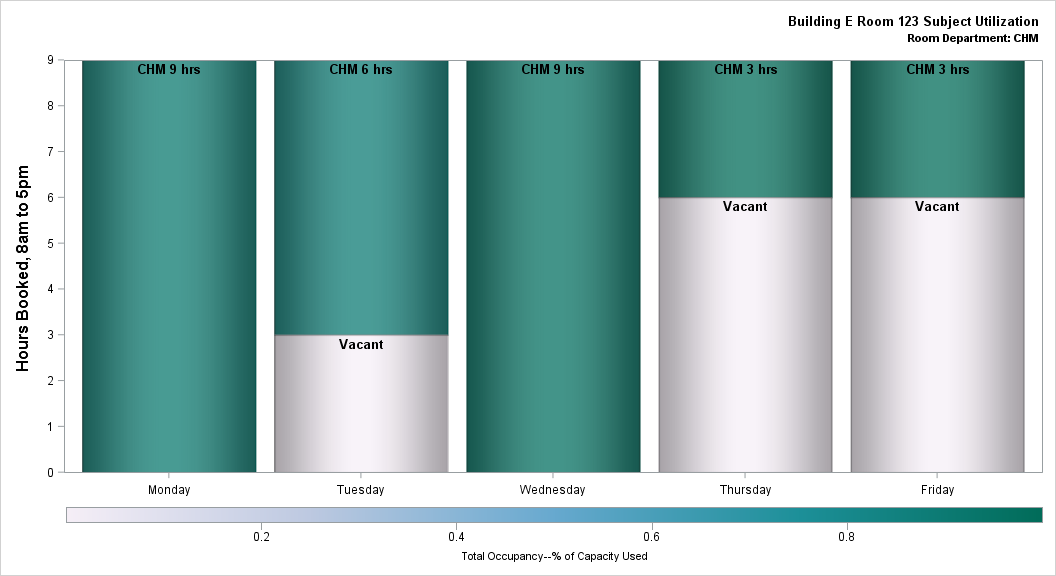 Building E Room 123 Subject Utilization
Room Department: CHM
Hours Booked, 8am to 5pm
9
8
7
6
5
4
3
2
1
0
CHM 9 hrs
CHM 6 hrs
CHM 9 hrs
CHM 3 hrs
CHM 3 hrs
Vacant
Vacant
Vacant
Monday
Tuesday
Wednesday
Thursday
Friday
0.2
0.4
0.6
0.8
Total Occupancy--% of Capacity Used